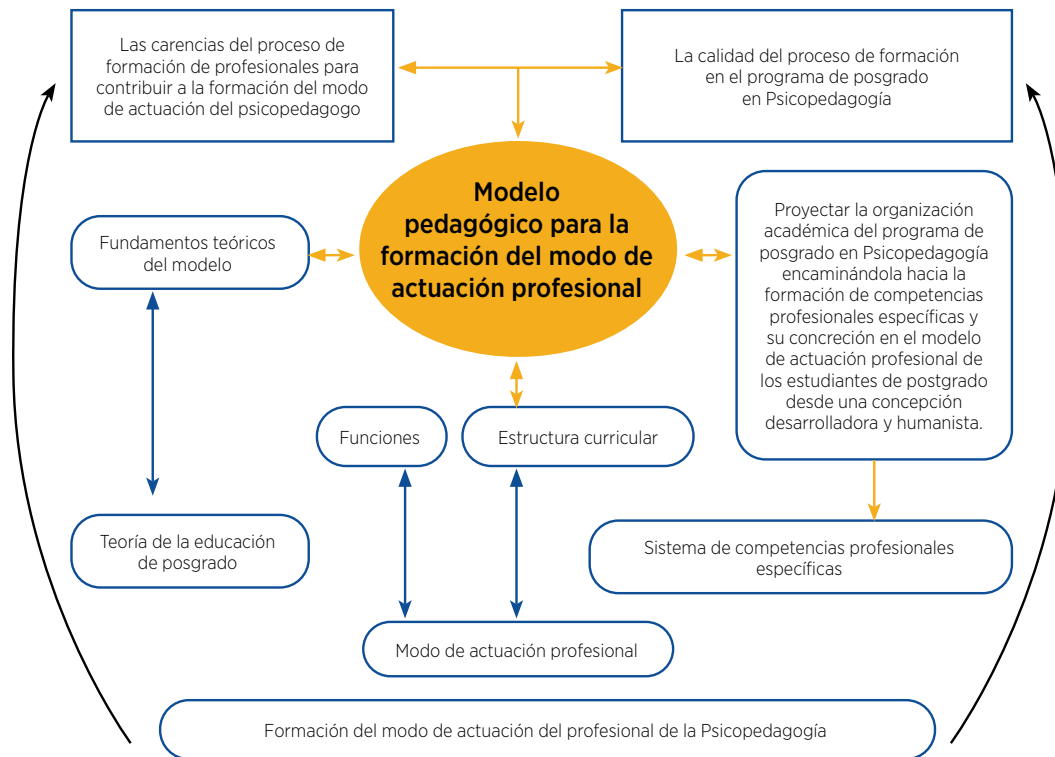 Las carencias del proceso de
formación de profesionales para
contribuir a la formación del modo
de actuación del psicopedagogo
La calidad del proceso de formación
en el programa de posgrado
en Psicopedagogía
Modelo
pedagógico para la
formación del modo de
actuación profesional
Fundamentos teóricos
del modelo
Proyectar la organización
académica del programa de
posgrado en Psicopedagogía
encaminándola hacia la
formación de competencias
profesionales específicas y
su concreción en el modelo
de actuación profesional de
los estudiantes de postgrado
desde una concepción
desarrolladora y humanista.
Funciones
Estructura curricular
Teoría de la educación
de posgrado
Sistema de competencias profesionales
específicas
Modo de actuación profesional
Formación del modo de actuación del profesional de la Psicopedagogía